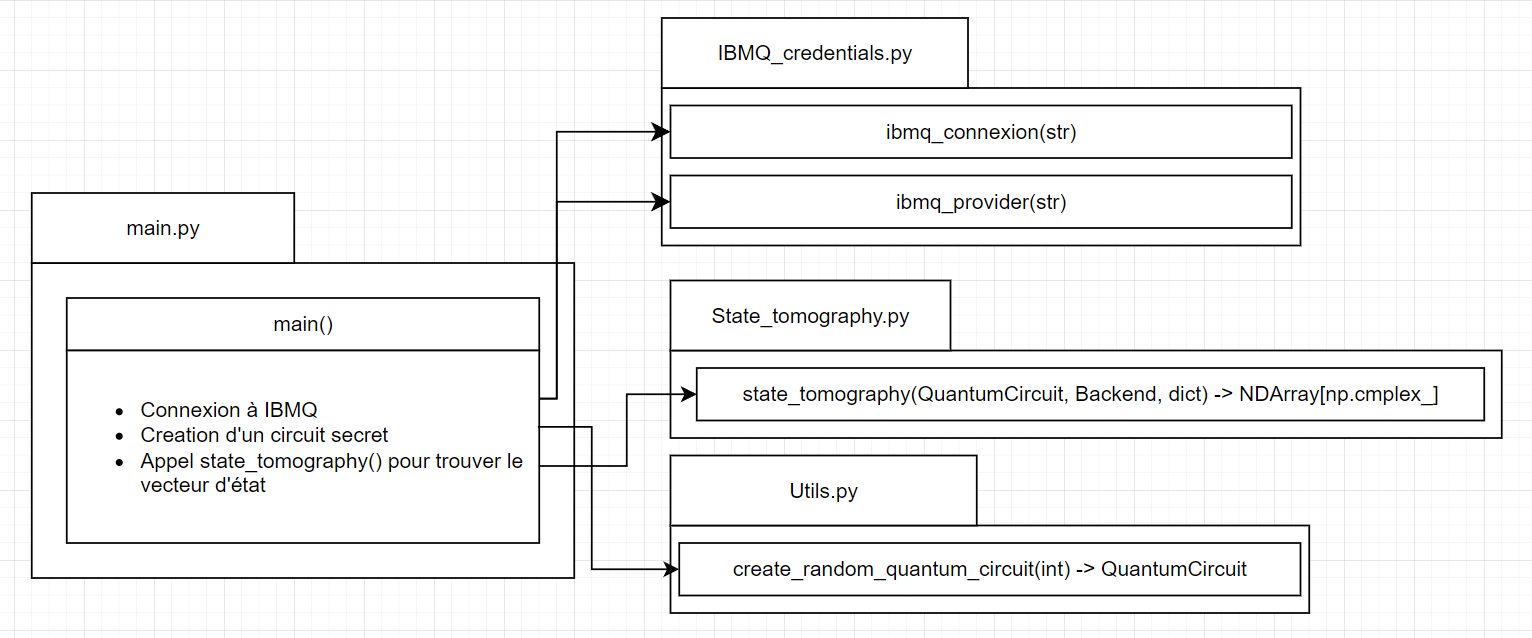 IBMQ_credentials.py
ibmq_connexion(str)
ibmq_provider(str)
main.py
main()
• Connexion à IBMQ
• Creation d'un circuit secret
• Appel state_tomography() pour trouver le
vecteur d'état
State_tomography.py
state_tomography(QuantumCircuit, Backend, dict) -> NDArray[np.cmplex_]
Utils.py
create_random_quantum_circuit(int) -> QuantumCircuit